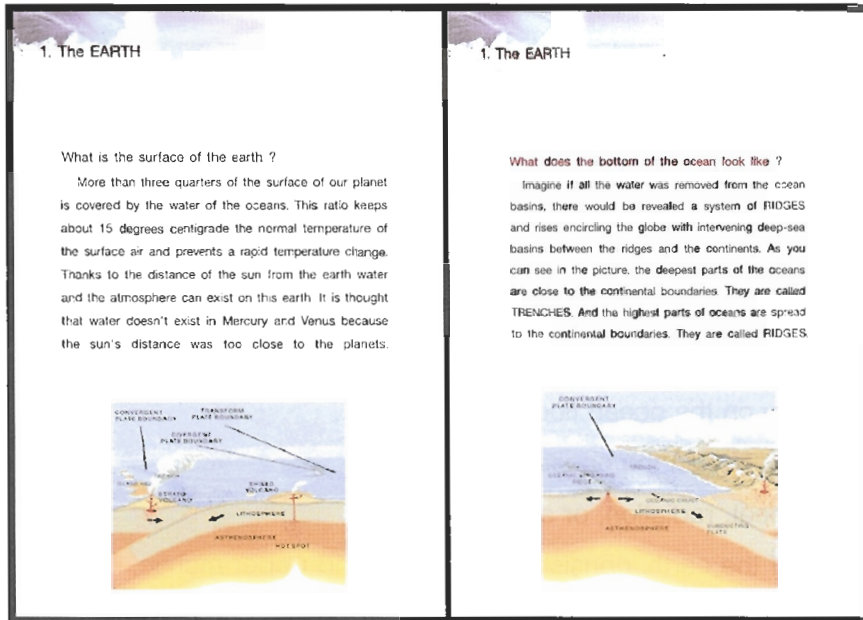 1. The EARTH
What is the surface of the earth ?
More than three quarters of the surface of our planet
is covered by the water of the oceans. This ratio keeps
about 15 degrees centigrade the normal temperature of
the surface air and prevents a rapid temperature change.
Thanks to the distance of the sun from the earth water
and the atmosphere can exist on this earth. It is thought
that water doesn't exist in Mercury and Venus because
the sun's distance was too close to the planets.
CONVERGENT
PLATE BOUNDARY
TRANSFORM
PLATE BOUNDARY
DIVERGENT
PLATE BOUNDARY
SHIELD
VOLCANO
STRATO
VOLCANO
LITHOSPHERE
ASTHENOSPHERE
HOT SPOT
1. The EARTH
What does the bottom of the ocean look like ?
Imagine if all the water was removed from the ocean
basins, there would be revealed a system of RIDGES
and rises encircling the globe with intervening deep-sea
basins between the ridges and the continents. As you
can see in the picture, the deepest parts of the oceans
are close to the continental boundaries. They are called
TRENCHES. And the highest parts of oceans are spread
to the continental boundaries. They are called RIDGES.
CONVERGENT
PLATE BOUNDARY
TRENCH
OCEANIC CRUST
LITHOSPHERE
ASTHENOSPHERE
PLATE